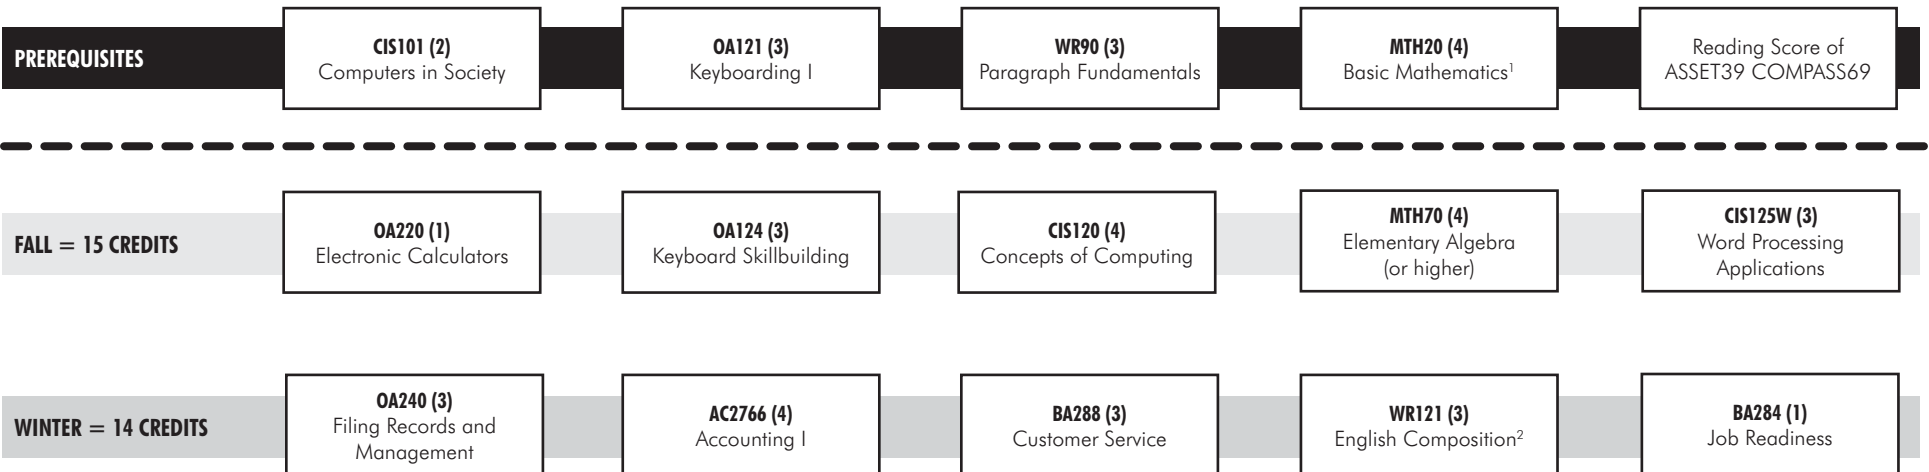 PREREQUISITES
CIS101 (2)
Computers in Society
OA121 (3)
Keyboarding I
WR90 (3)
Paragraph Fundamentals
MTH20 (4)
Basic Mathematics¹
Reading Score of
ASSET39 COMPASS69
FALL = 15 CREDITS
OA220 (1)
Electronic Calculators
OA124 (3)
Keyboard Skillbuilding
CIS120 (4)
Concepts of Computing
MTH70 (4)
Elementary Algebra
(or higher)
CIS125W (3)
Word Processing
Applications
WINTER = 14 CREDITS
OA240 (3)
Filing Records and
Management
AC2766 (4)
Accounting I
BA288 (3)
Customer Service
WR121 (3)
English Composition²
BA284 (1)
Job Readiness